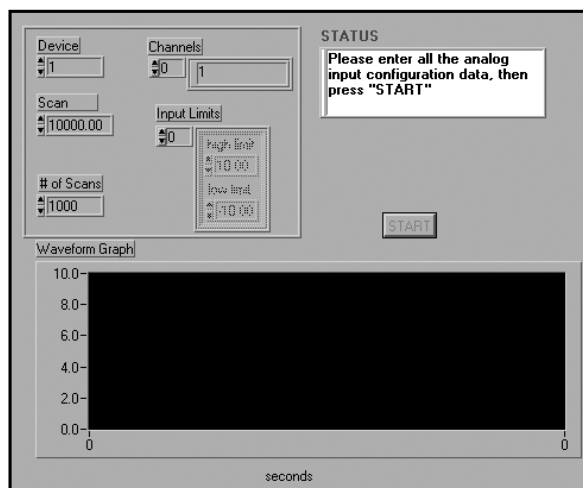 Device
1
Channels
0
1
Scan
10000.00
Input Limits
0
high limit
10.00
low limit
-10.00
# of Scans
1000
STATUS
Please enter all the analog
input configuration data, then
press "START"
START
Waveform Graph
10.0
8.0
6.0
4.0
2.0
0.0
0
0
seconds